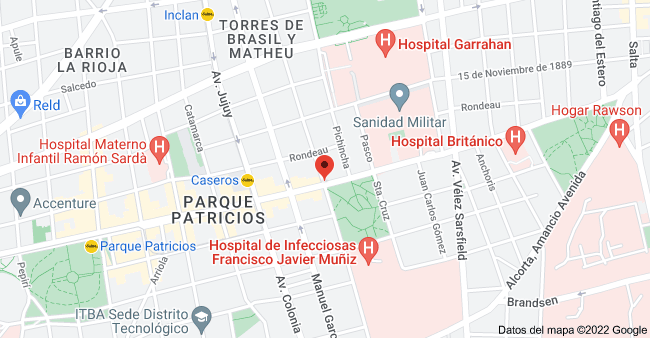 Inclan
TORRES DE
BRASIL Y
MATHEU
Hospital Garrahan
Santiago del Estero
Salta
Apule
BARRIO
LA RIOJA
Av. Jujuy
15 de Noviembre de 1889
Salcedo
Reld
Catamarca
Rondeau
Sanidad Militar
Hogar Rawson
Pichincha
Pasco
Hospital Materno
Infantil Ramón Sardà
Rondeau
Hospital Británico
Caseros
Accenture
PARQUE
PATRICIOS
Sta. Cruz
Juan Carlos Gómez
Av. Vélez Sarsfield
Anchoris
Alcorta, Amancio Avenida
Parque Patricios
Hospital de Infecciosas
Francisco Javier Muñiz
Pepirí
Arriola
Av. Colonia
Manuel Garc
Brandsen
ITBA Sede Distrito
Tecnológico
Datos del mapa ©2022 Google